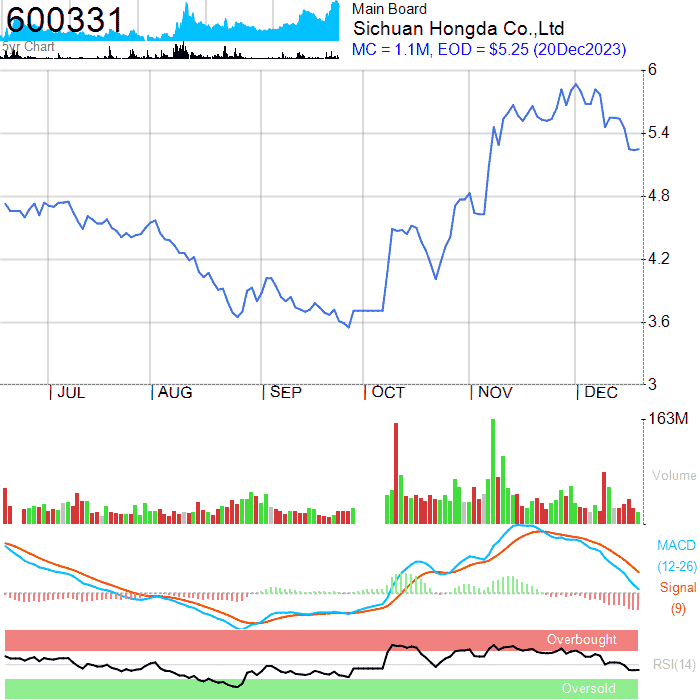 600331
5yr Chart
Main Board
Sichuan Hongda Co.,Ltd
MC = 1.1M, EOD = $5.25 (20Dec2023)
6
5.4
4.8
4.2
3.6
3
JUL
AUG
SEP
OCT
NOV
DEC
163M
Volume
MACD
(12-26)
Signal
(9)
Overbought
RSI(14)
Oversold